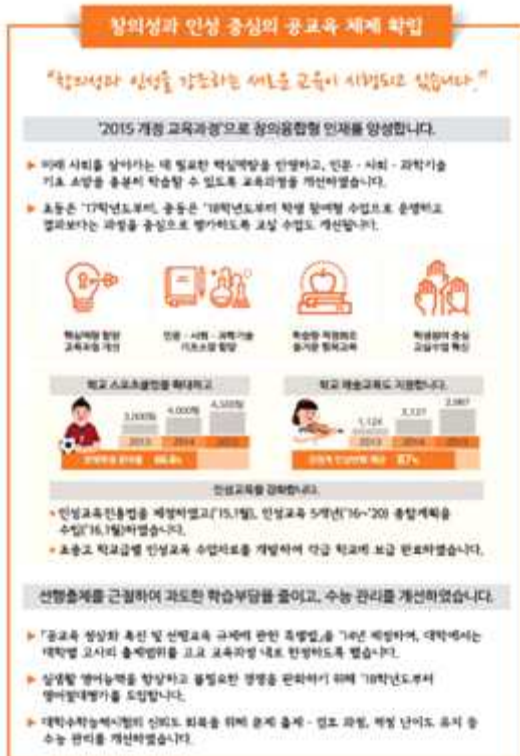 창의성과 인성 중심의 공교육 체제 확립
"창의성과 인성을 강조하는 새로운 교육이 시행되고 있습니다."
'2015 개정 교육과정'으로 창의융합형 인재를 양성합니다.
▶ 미래 사회를 살아가는 데 필요한 핵심역량을 반영하고, 인문·사회·과학기술
기초 소양을 충분히 학습할 수 있도록 교육과정을 개선하였습니다.
▶ 초등은 '17학년도부터, 중등은 '18학년도부터 학생 참여형 수업으로 운영하고
결과보다는 과정을 중심으로 평가하도록 교실 수업도 개선됩니다.
핵심역량 함양
교육과정 개선
인문·사회·과학기술
기초소양 함양
학습량 적정화로
즐거운 행복교육
학생참여 중심
교실수업 혁신
학교 스포츠클럽을 확대하고
3,000팀 4,000팀 4,500팀
2013 2014 2015
학교 예술교육도 지원합니다.
1,124
2013 2014
인성교육을 강화합니다.
• 인성교육진흥법을 제정하였고('15.1월), 인성교육 5개년('16~'20) 종합계획을
수립('16.1월)하였습니다.
• 초중고 학교급별 인성교육 수업자료를 개발하여 각급 학교에 보급 완료하였습니다.
선행출제를 근절하여 과도한 학습부담을 줄이고, 수능 관리를 개선하였습니다.
▶ 「공교육 정상화 촉진 및 선행교육 규제에 관한 특별법」을 '14년 제정하여, 대학에서는
대학별 고사의 출제범위를 고교 교육과정 내로 한정하도록 했습니다.
▶ 실생활 영어능력을 향상하고 불필요한 경쟁을 완화하기 위해 '18학년도부터
영어절대평가를 도입합니다.
▶ 대학수학능력시험의 신뢰도 회복을 위해 문제 출제·검토 과정, 적정 난이도 유지 등
수능 관리를 개선하였습니다.